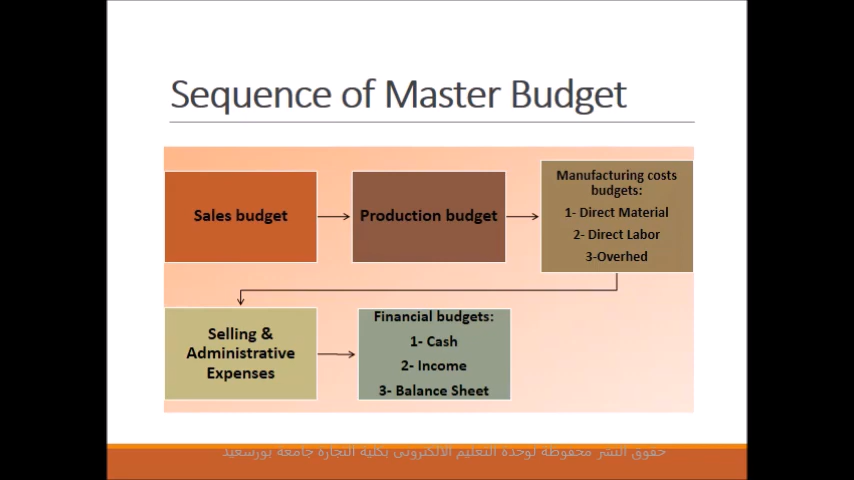 Sequence of Master Budget
Sales budget
Production budget
Manufacturing costs
budgets:
1- Direct Material
2- Direct Labor
3-Overhed
Selling &
Administrative
Expenses
Financial budgets:
1- Cash
2- Income
3- Balance Sheet
حقوق النشر محفوظة لوحدة التعليم الالكترونى بكلية التجارة جامعة بورسعيد